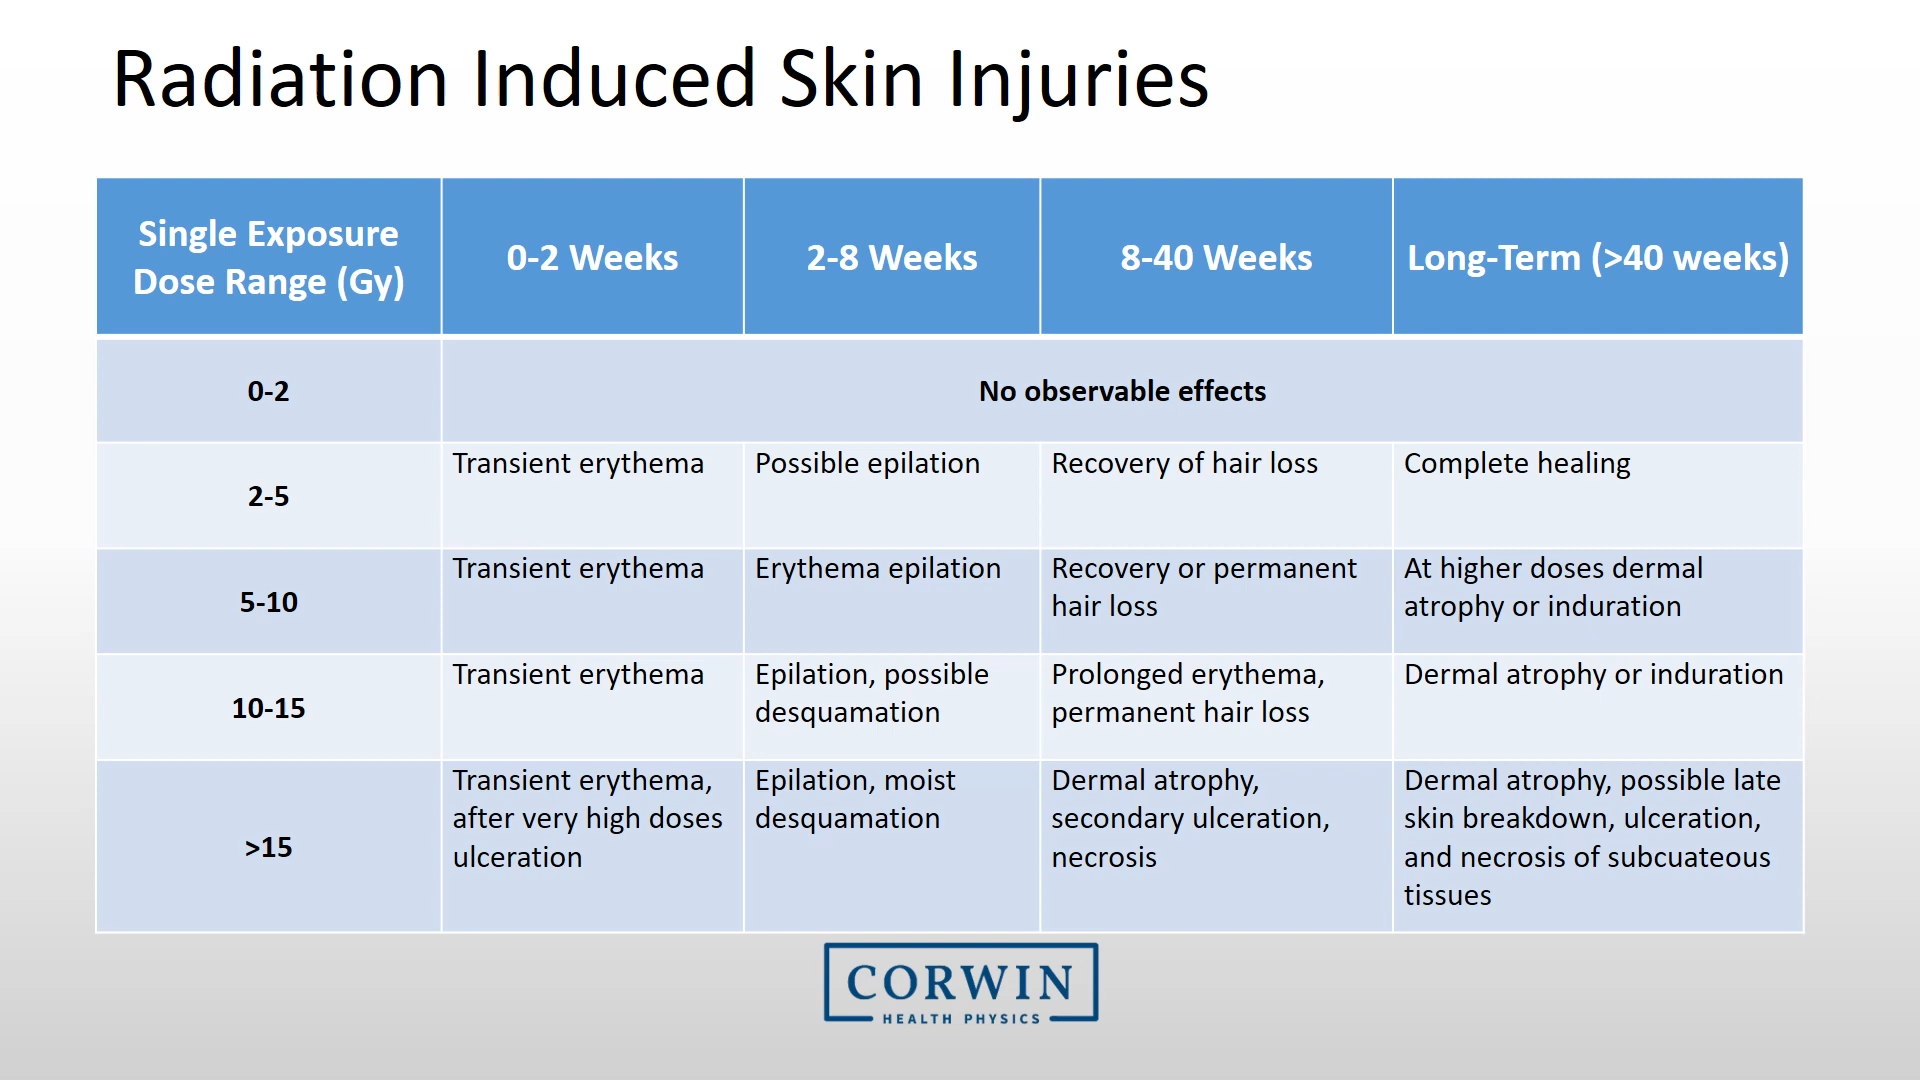 Radiation Induced Skin Injuries
Single Exposure
Dose Range (Gy)
0-2 Weeks
2-8 Weeks
8-40 Weeks
Long-Term (>40 weeks)
0-2
No observable effects
2-5
Transient erythema
Possible epilation
Recovery of hair loss
Complete healing
5-10
Transient erythema
Erythema epilation
Recovery or permanent
hair loss
At higher doses dermal
atrophy or induration
10-15
Transient erythema
Epilation, possible
desquamation
Prolonged erythema,
permanent hair loss
Dermal atrophy or induration
>15
Transient erythema,
after very high doses
ulceration
Epilation, moist
desquamation
Dermal atrophy,
secondary ulceration,
necrosis
Dermal atrophy, possible late
skin breakdown, ulceration,
and necrosis of subcuateous
tissues
CORWIN
HEALTH PHYSICS